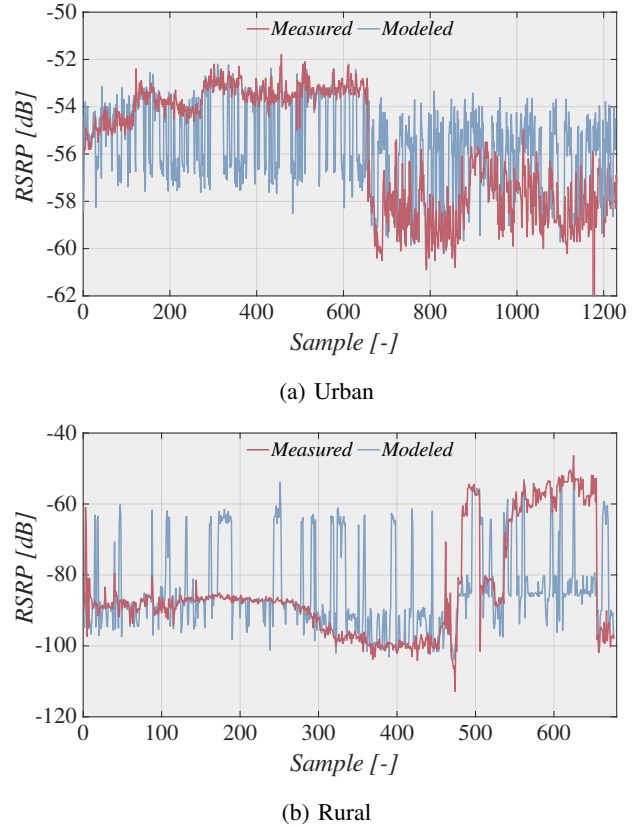 Measured Modeled
-50
-52
-54
-56
-58
-60
-62
RSRP [dB]
0 200 400 600 800 1000 1200
Sample [-]
(a) Urban
Measured Modeled
-40
-60
-80
-100
-120
RSRP [dB]
0 100 200 300 400 500 600
Sample [-]
(b) Rural